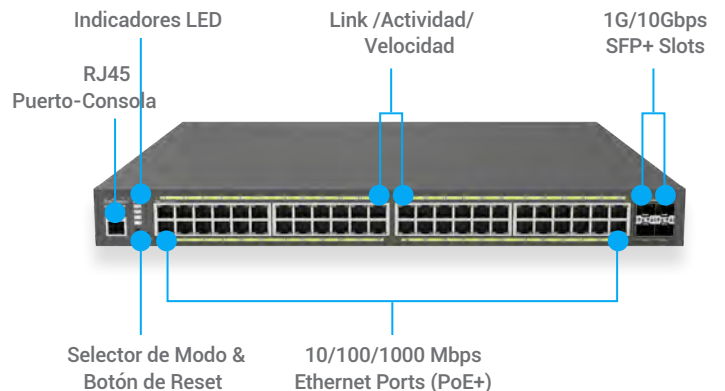 Indicadores LED
Link /Actividad/
Velocidad
1G/10Gbps
SFP+ Slots
RJ45
Puerto-Consola
Selector de Modo &
Botón de Reset
10/100/1000 Mbps
Ethernet Ports (PoE+)